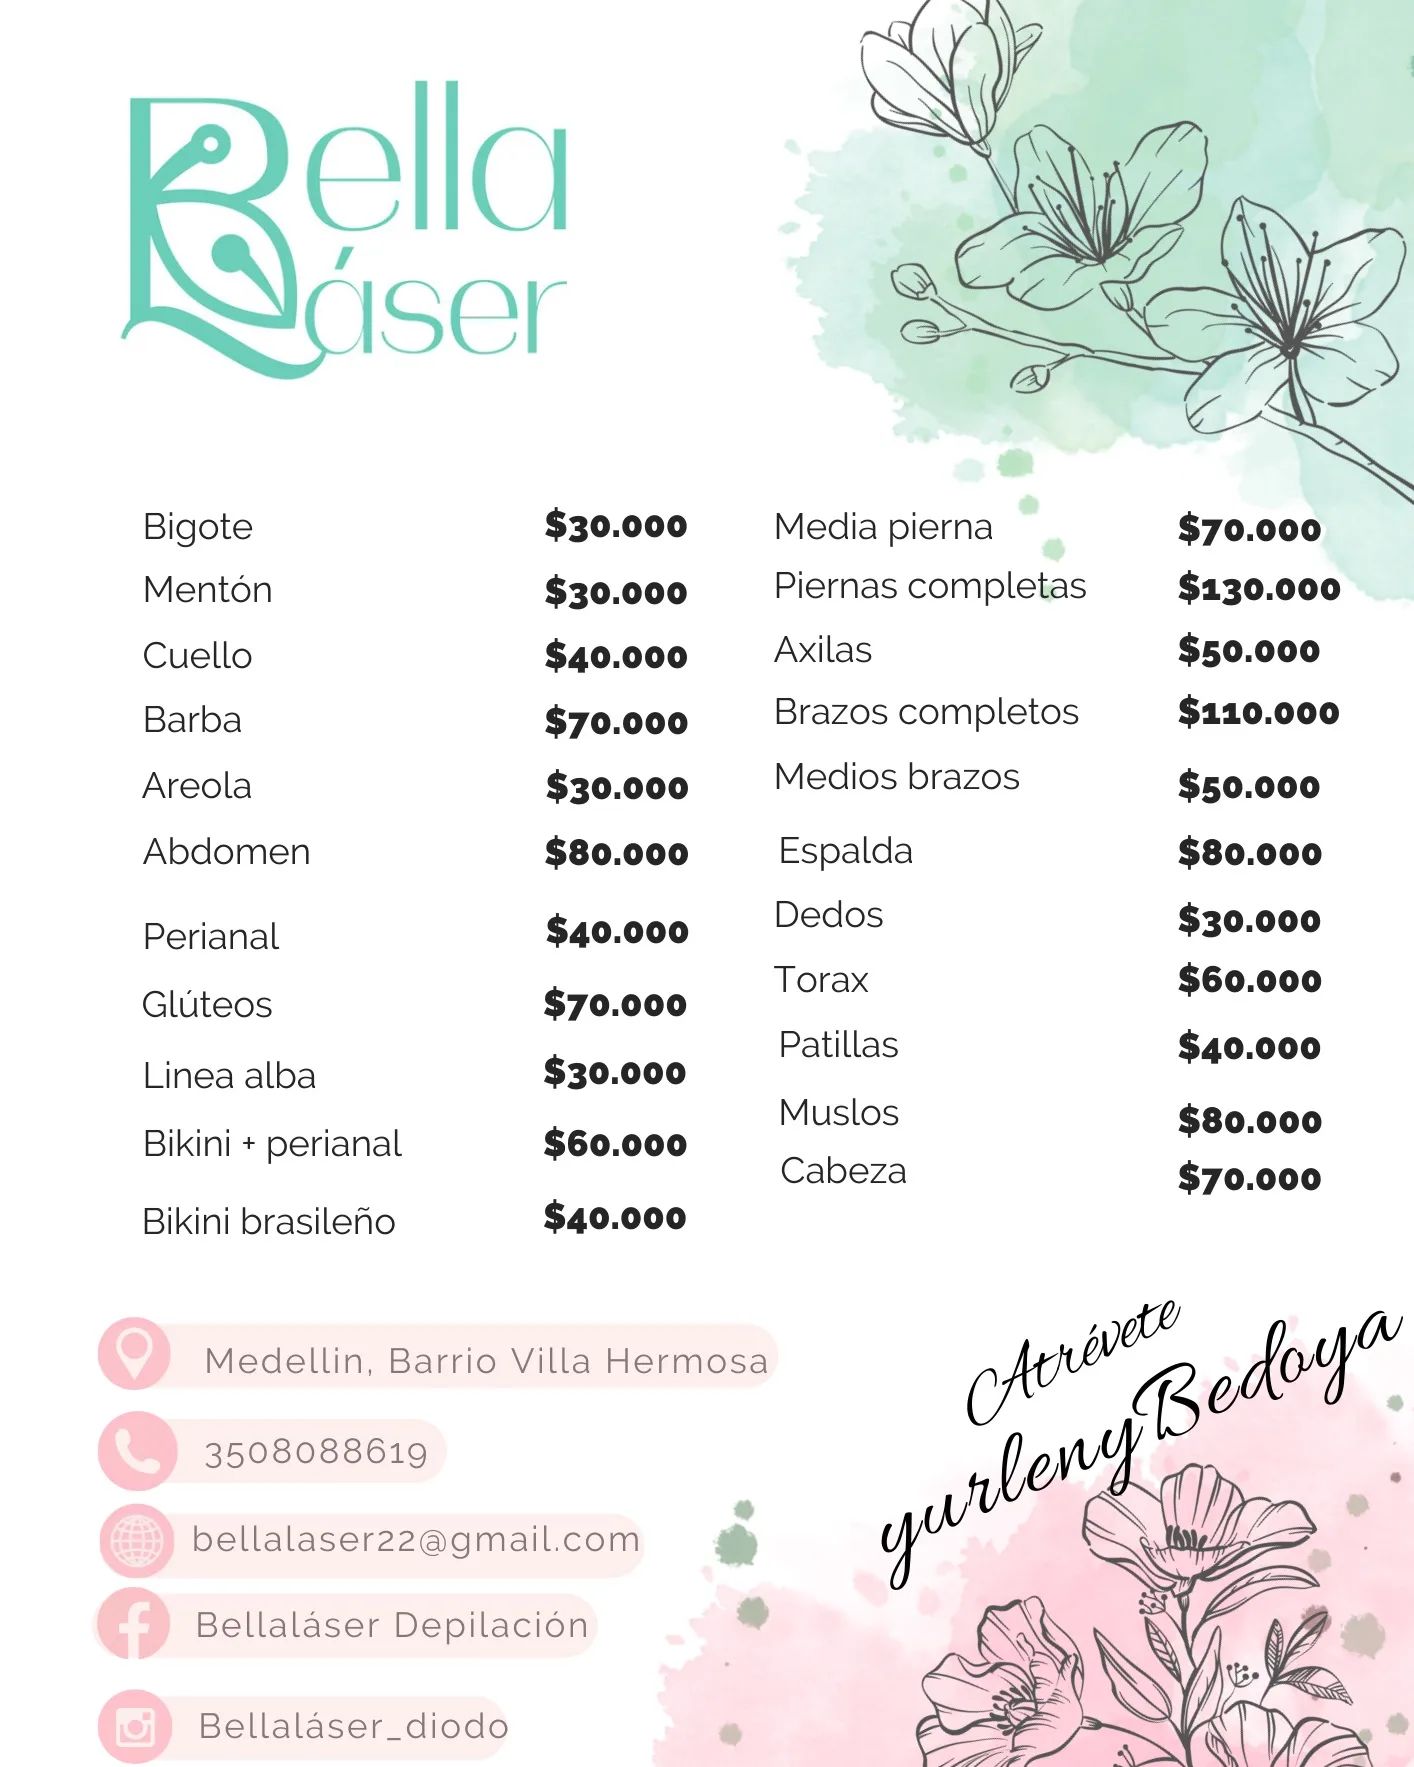 Bella
Láser
Bigote $30.000
Mentón $30.000
Cuello $40.000
Barba $70.000
Areola $30.000
Abdomen $80.000
Perianal $40.000
Glúteos $70.000
Linea alba $30.000
Bikini + perianal $60.000
Bikini brasileño $40.000
Media pierna $70.000
Piernas completas $130.000
Axilas $50.000
Brazos completos $110.000
Medios brazos $50.000
Espalda $80.000
Dedos $30.000
Torax $60.000
Patillas $40.000
Muslos $80.000
Cabeza $70.000
Medellin, Barrio Villa Hermosa
3508088619
bellalaser22@gmail.com
Bellaláser Depilación
Bellaláser_diodo
Atrévete
yurlenyBedoya